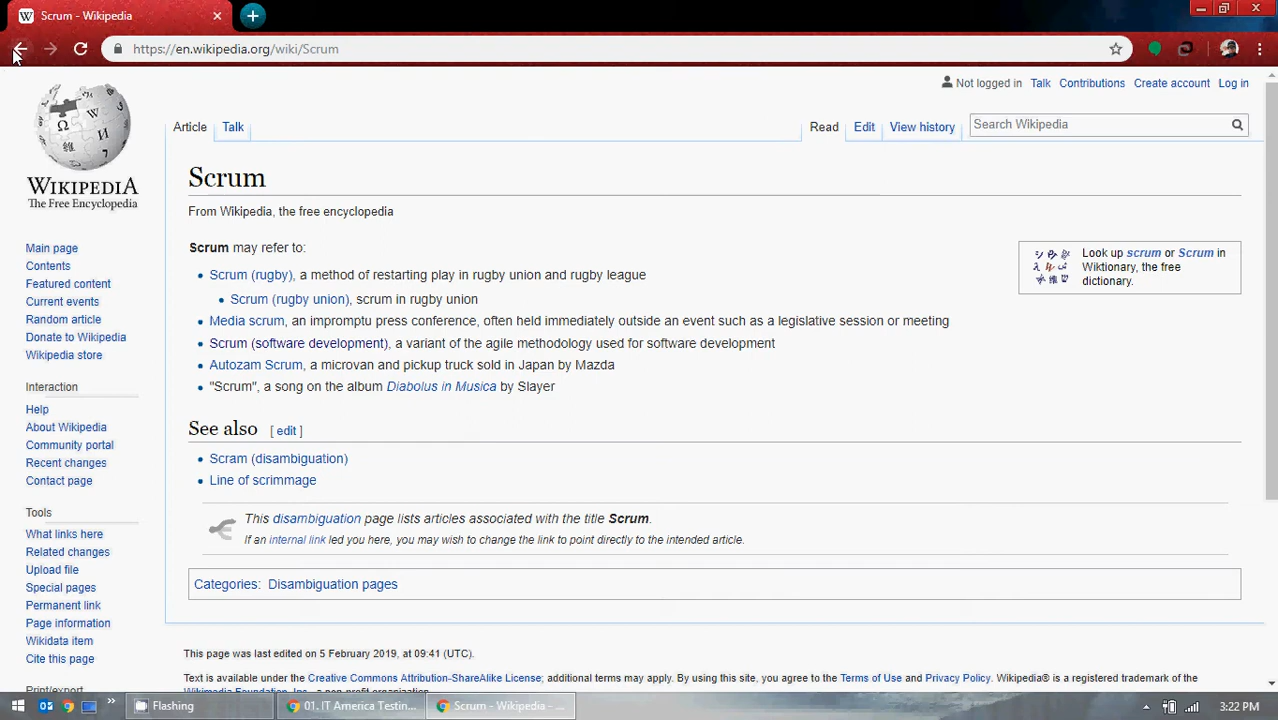 Scrum - Wikipedia
https://en.wikipedia.org/wiki/Scrum
Not logged in Talk Contributions Create account Log in
WIKIPEDIA
The Free Encyclopedia
Article Talk Read Edit View history Search Wikipedia
Scrum
From Wikipedia, the free encyclopedia
Scrum may refer to:
Scrum (rugby), a method of restarting play in rugby union and rugby league
Scrum (rugby union), scrum in rugby union
Media scrum, an impromptu press conference, often held immediately outside an event such as a legislative session or meeting
Scrum (software development), a variant of the agile methodology used for software development
Autozam Scrum, a microvan and pickup truck sold in Japan by Mazda
"Scrum", a song on the album Diabolus in Musica by Slayer
Look up scrum or Scrum in
Wiktionary, the free
dictionary.
See also [ edit ]
Scram (disambiguation)
Line of scrimmage
This disambiguation page lists articles associated with the title Scrum.
If an internal link led you here, you may wish to change the link to point directly to the intended article.
Categories: Disambiguation pages
This page was last edited on 5 February 2019, at 09:41 (UTC).
Text is available under the Creative Commons Attribution-ShareAlike License; additional terms may apply. By using this site, you agree to the Terms of Use and Privacy Policy. Wikipedia® is a registered trademark of the
Wikimedia Foundation, Inc., a non-profit organization.
Main page
Contents
Featured content
Current events
Random article
Donate to Wikipedia
Wikipedia store
Interaction
Help
About Wikipedia
Community portal
Recent changes
Contact page
Tools
What links here
Related changes
Upload file
Special pages
Permanent link
Page information
Wikidata item
Cite this page
Print/export
Flashing
01. IT America Testin...
Scrum - Wikipedia - ...
3:22 PM